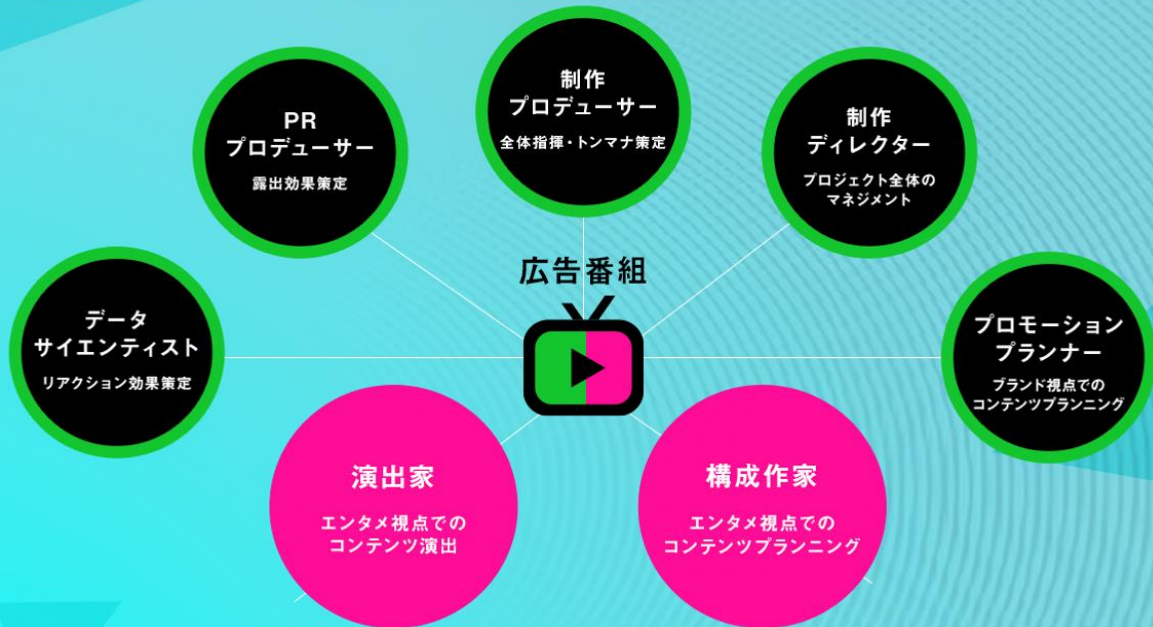 制作
プロデューサー
全体指揮・トンマナ策定
PR
プロデューサー
露出効果策定
制作
ディレクター
プロジェクト全体の
マネジメント
広告番組
データ
サイエンティスト
リアクション効果策定
プロモーション
プランナー
ブランド視点での
コンテンツプランニング
演出家
エンタメ視点での
コンテンツ演出
構成作家
エンタメ視点での
コンテンツプランニング